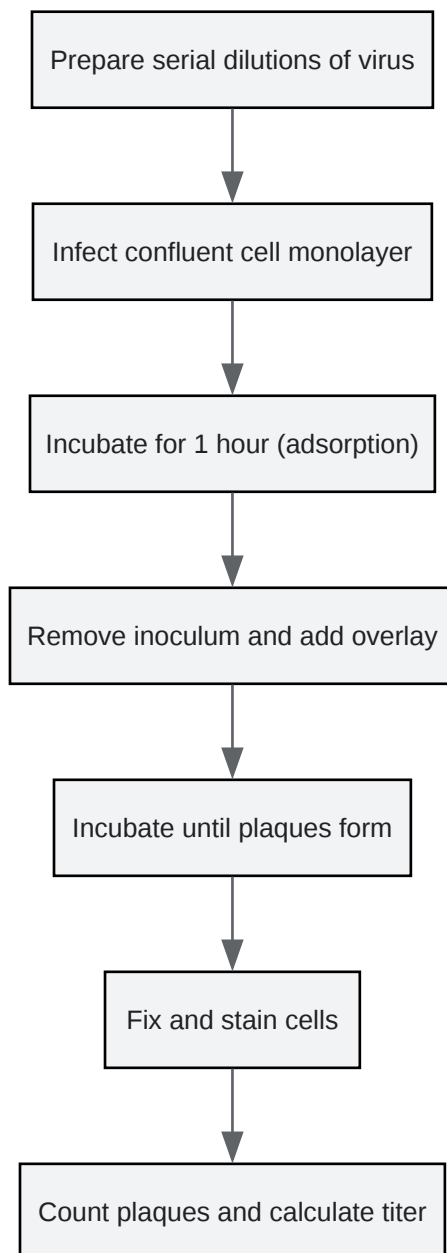 Prepare serial dilutions of virus
Infect confluent cell monolayer
Incubate for 1 hour (adsorption)
Remove inoculum and add overlay
Incubate until plaques form
Fix and stain cells
Count plaques and calculate titer